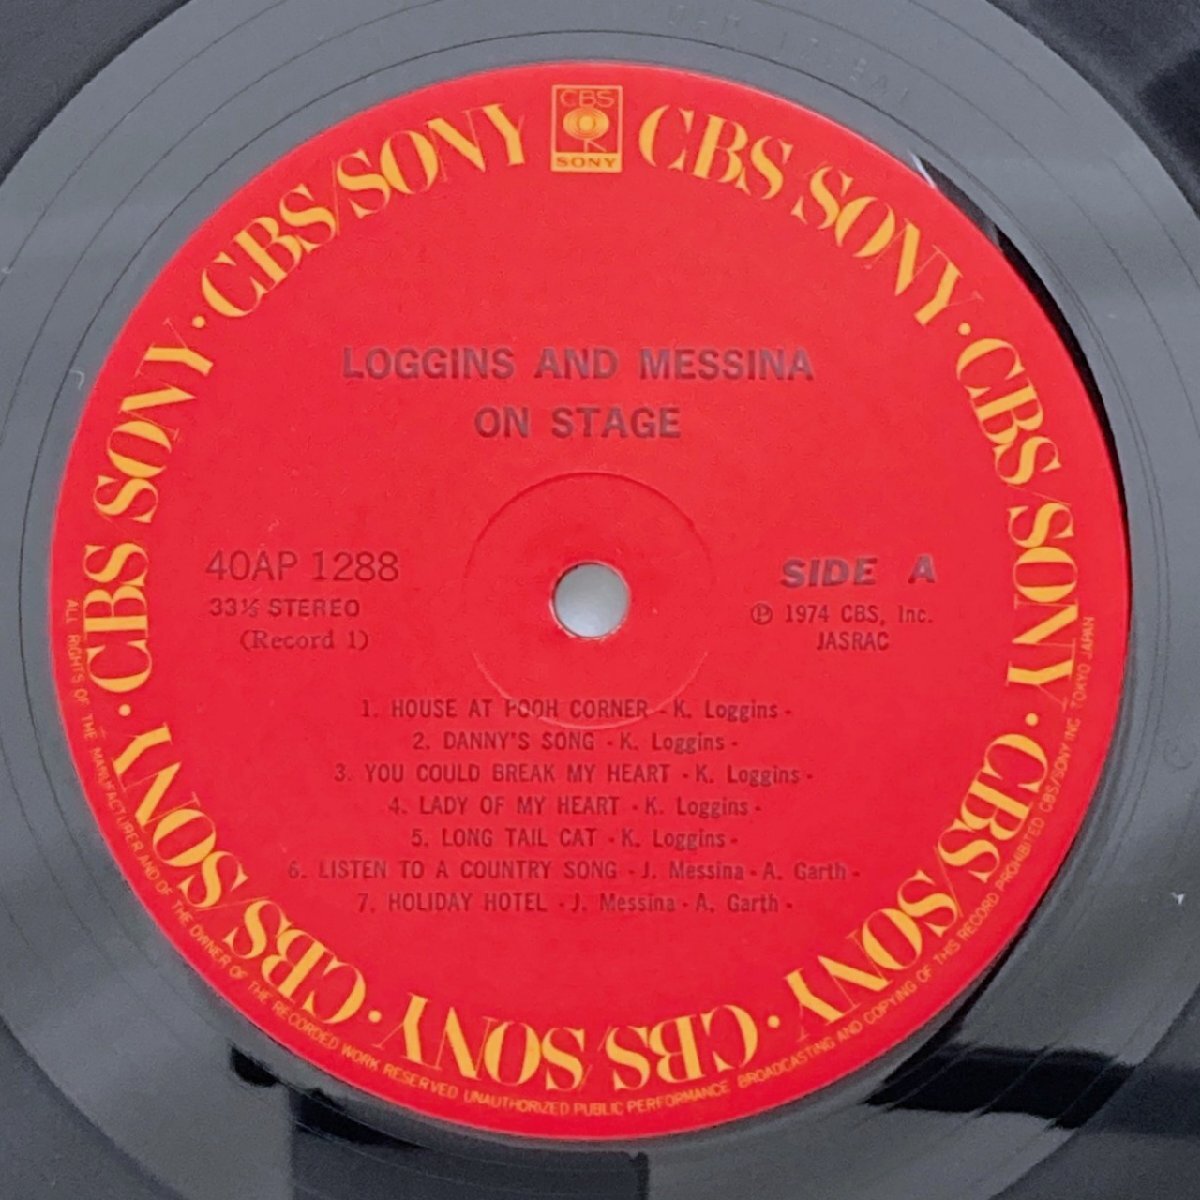 CBS
SONY
CBS/SONY · CBS/SONY · CBS/SONY · CBS/SONY · CBS/SONY · CBS/SONY · CBS/SONY · CBS/SONY
LOGGINS AND MESSINA
ON STAGE
40AP 1288
33⅓ STEREO
(Record 1)
SIDE A
Ⓟ 1974 CBS, Inc.
JASRAC
1. HOUSE AT POOH CORNER - K. Loggins -
2. DANNY'S SONG - K. Loggins -
3. YOU COULD BREAK MY HEART - K. Loggins -
4. LADY OF MY HEART - K. Loggins -
5. LONG TAIL CAT - K. Loggins -
6. LISTEN TO A COUNTRY SONG - J. Messina - A. Garth -
7. HOLIDAY HOTEL - J. Messina - A. Garth -
ALL RIGHTS OF THE MANUFACTURER AND OF THE OWNER OF THE RECORDED WORK RESERVED UNAUTHORIZED PUBLIC PERFORMANCE BROADCASTING AND COPYING OF THIS RECORD PROHIBITED CBS/SONY INC TOKYO JAPAN